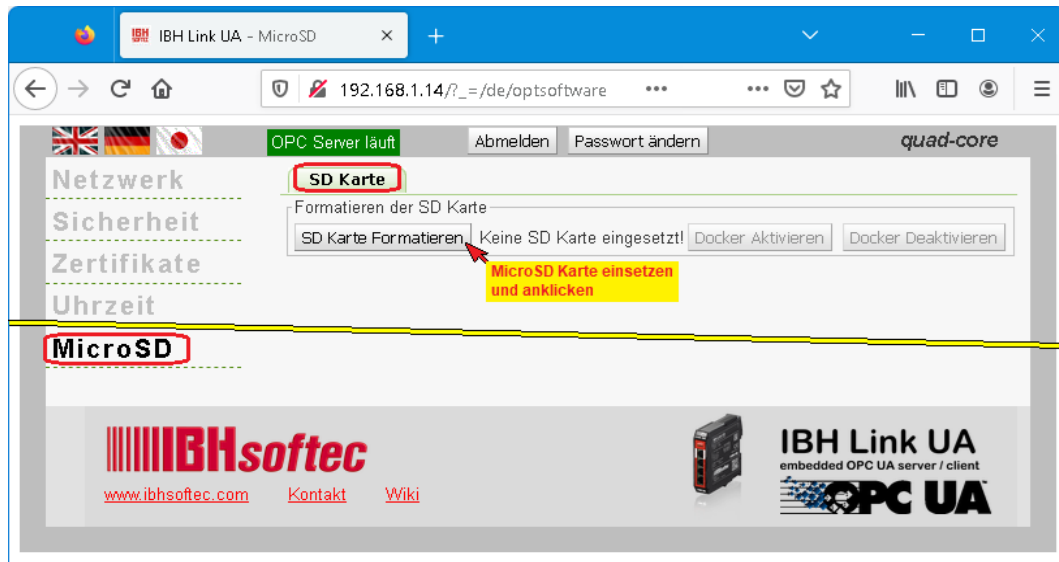 IBH Link UA - MicroSD
192.168.1.14/?_=/de/optsoftware
OPC Server läuft
Abmelden
Passwort ändern
quad-core
Netzwerk
Sicherheit
Zertifikate
Uhrzeit
MicroSD
SD Karte
Formatieren der SD Karte
SD Karte Formatieren Keine SD Karte eingesetzt! Docker Aktivieren Docker Deaktivieren
MicroSD Karte einsetzen
und anklicken
IBHsoftec
www.ibhsoftec.com Kontakt Wiki
IBH Link UA
embedded OPC UA server / client
OPC UA